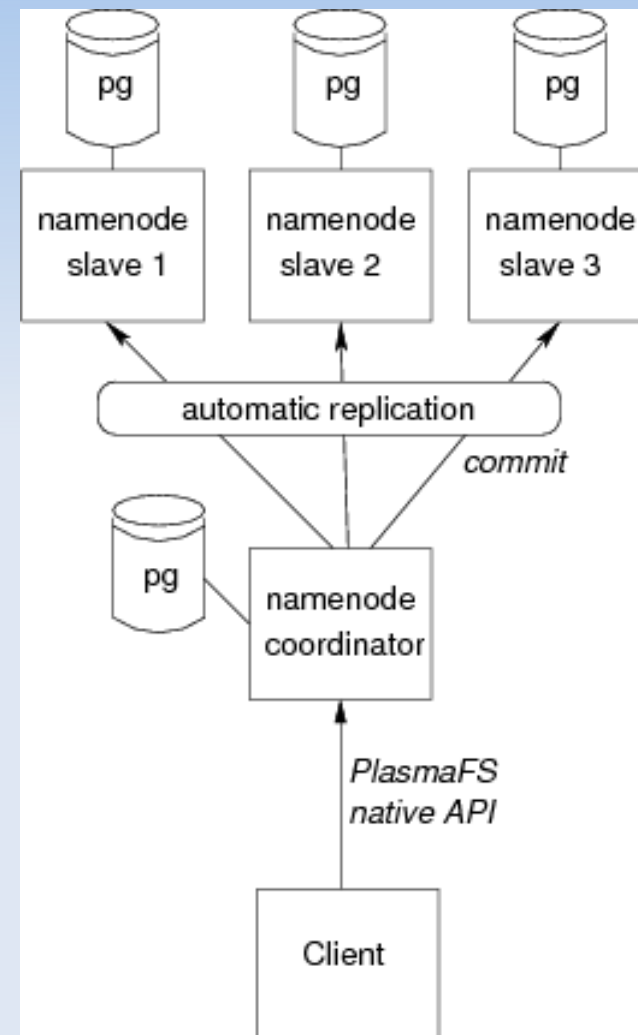 pg
pg
pg
namenode
slave 1
namenode
slave 2
namenode
slave 3
automatic replication
commit
pg
namenode
coordinator
PlasmaFS
native API
Client